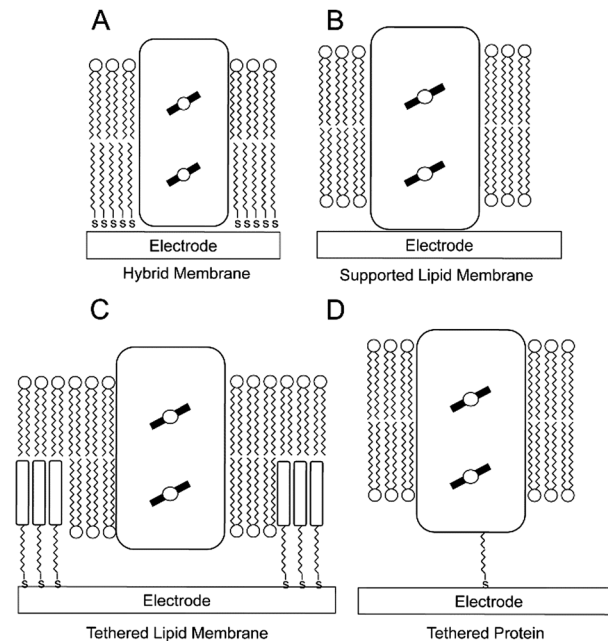 A
B
S S S S S
S S S S S
Electrode
Electrode
Hybrid Membrane
Supported Lipid Membrane
C
D
S S S
S S S
S
Electrode
Electrode
Tethered Lipid Membrane
Tethered Protein